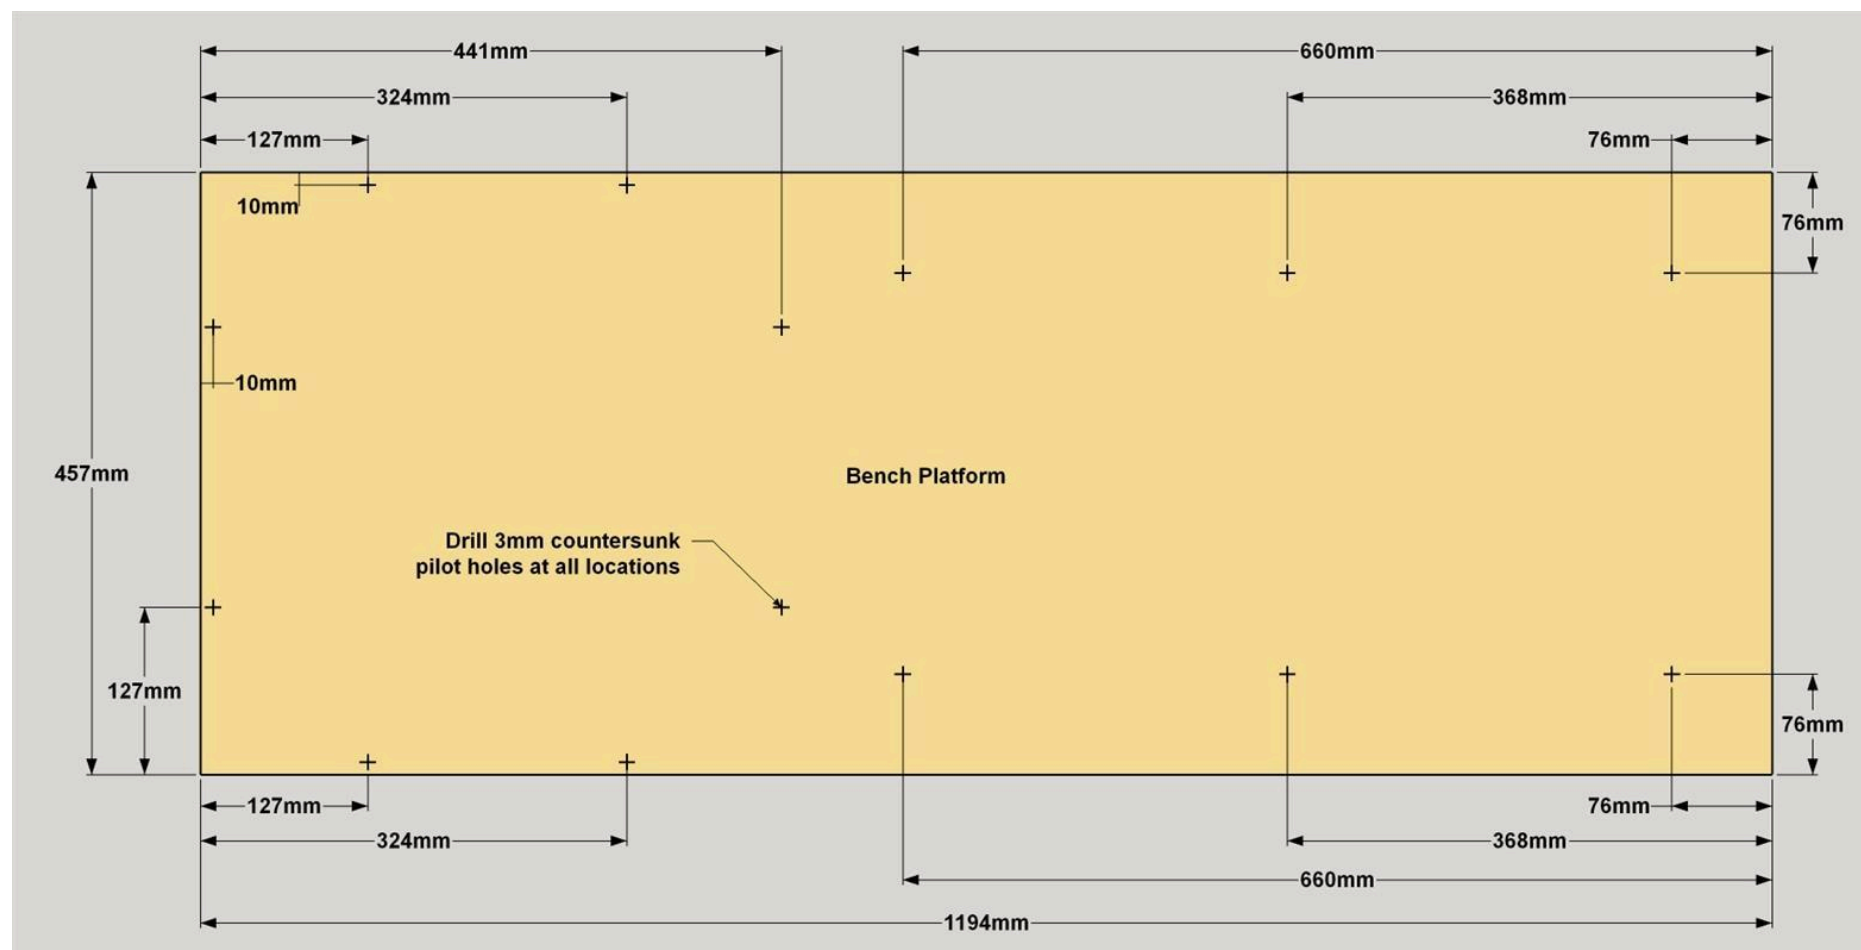 441mm
660mm
324mm
368mm
127mm
76mm
10mm
76mm
10mm
457mm
Bench Platform
Drill 3mm countersunk
pilot holes at all locations
127mm
76mm
127mm
76mm
324mm
368mm
660mm
1194mm